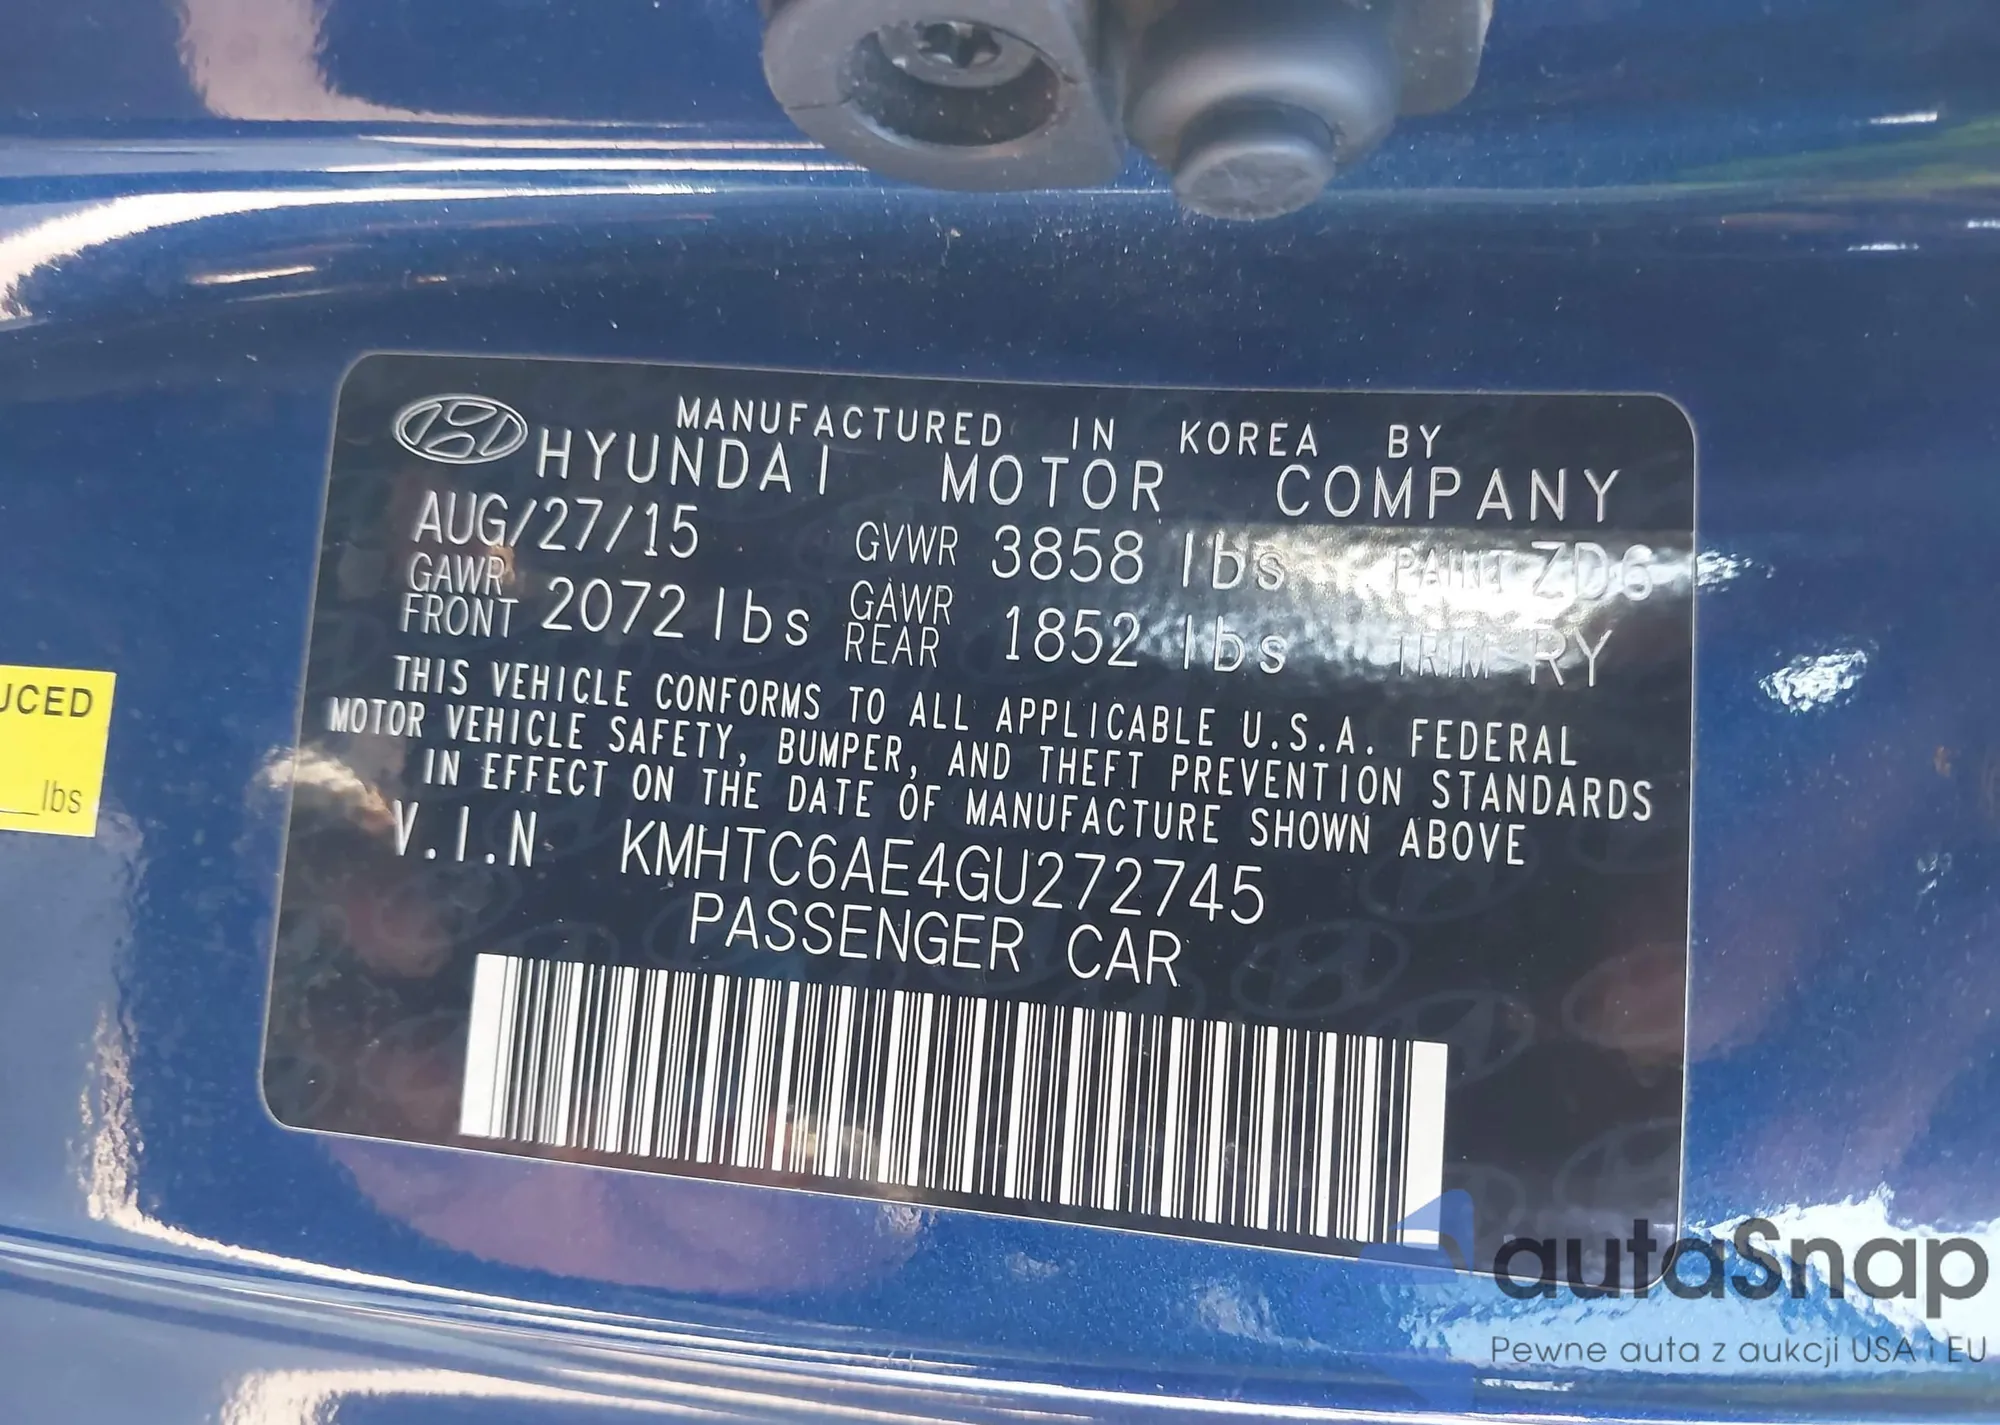 MANUFACTURED IN KOREA BY
HYUNDAI MOTOR COMPANY
AUG/27/15 GVWR 3858 lbs PAINT ZD6
GAWR FRONT 2072 lbs GAWR REAR 1852 lbs TRIM RY
THIS VEHICLE CONFORMS TO ALL APPLICABLE U.S.A. FEDERAL
MOTOR VEHICLE SAFETY, BUMPER, AND THEFT PREVENTION STANDARDS
IN EFFECT ON THE DATE OF MANUFACTURE SHOWN ABOVE
V.I.N KMHTC6AE4GU272745
PASSENGER CAR
UCED
lbs
autaSnap
Pewne auta z aukcji USA i EU